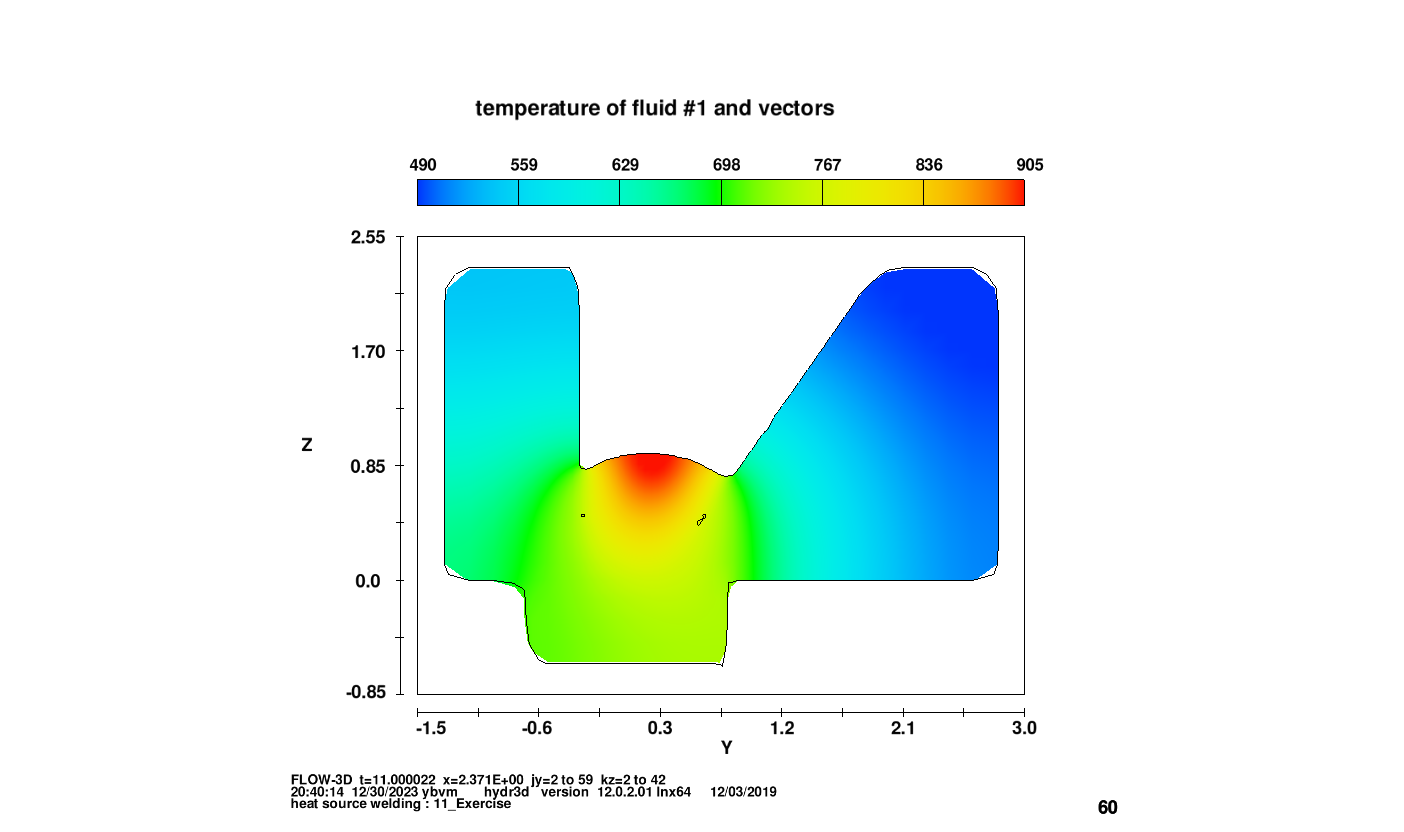 temperature of fluid #1 and vectors
490 559 629 698 767 836 905
2.55
1.70
Z
0.85
0.0
-0.85
-1.5 -0.6 0.3 1.2 2.1 3.0
Y
FLOW-3D t=11.000022 x=2.371E+00 jy=2 to 59 kz=2 to 42
20:40:14 12/30/2023 ybvm hydr3d version 12.0.2.01 lnx64 12/03/2019
heat source welding : 11_Exercise
60